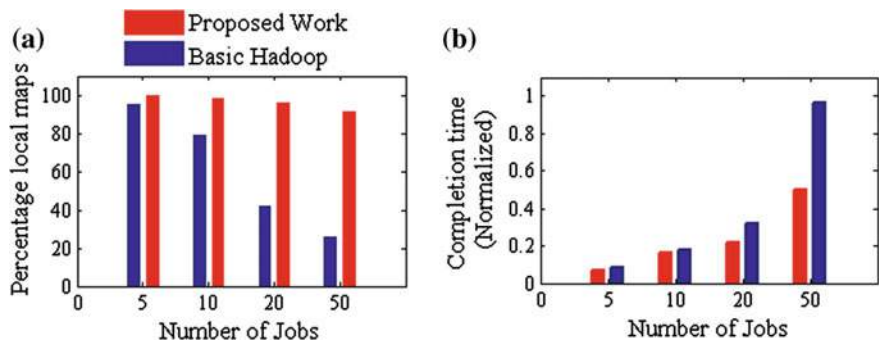 (a)
Proposed Work
Basic Hadoop
Percentage local maps
100
80
60
40
20
0
0
5
10
20
50
Number of Jobs
(b)
Completion time
(Normalized)
1
0.8
0.6
0.4
0.2
0
0
5
10
20
50
Number of Jobs